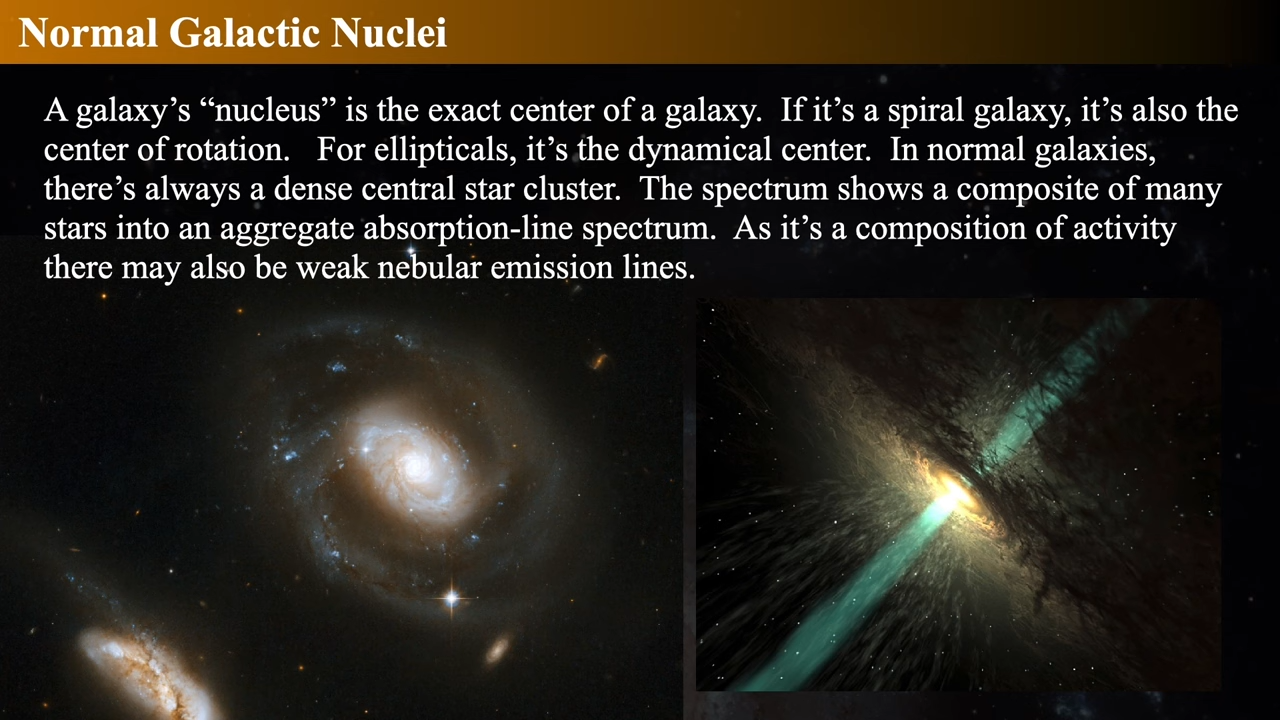 Normal Galactic Nuclei
A galaxy’s “nucleus” is the exact center of a galaxy.  If it’s a spiral galaxy, it’s also the
center of rotation.   For ellipticals, it’s the dynamical center.  In normal galaxies,
there’s always a dense central star cluster.  The spectrum shows a composite of many
stars into an aggregate absorption-line spectrum.  As it’s a composition of activity
there may also be weak nebular emission lines.